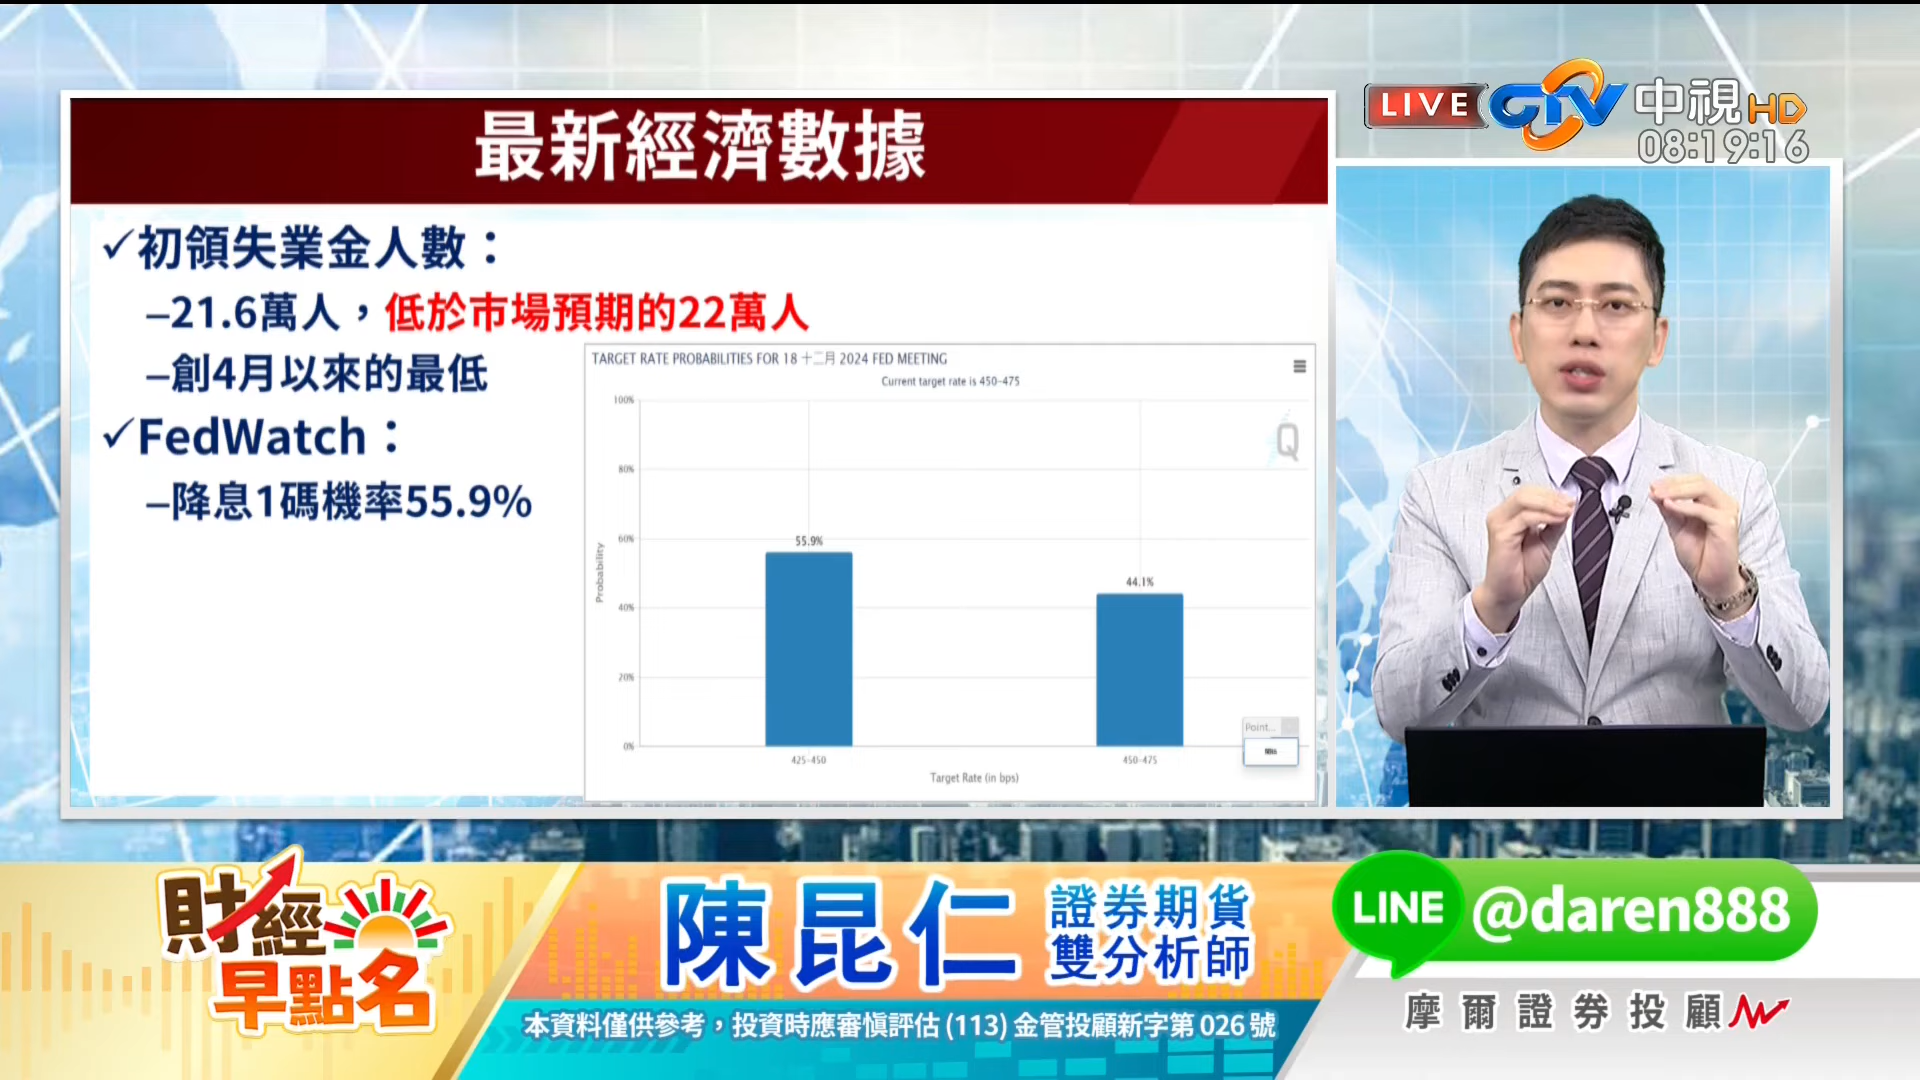 最新經濟數據
LIVE CTV 中視 HD
08:19:16
✓初領失業金人數：
–21.6萬人，低於市場預期的22萬人
–創4月以來的最低
✓FedWatch：
–降息1碼機率55.9%
TARGET RATE PROBABILITIES FOR 18 十二月 2024 FED MEETING
Current target rate is 450-475
Q
100%
80%
60%
40%
20%
0%
Probability
55.9%
44.1%
425-450
450-475
Target Rate (in bps)
Point...
財經
早點名
陳昆仁
證券期貨
雙分析師
本資料僅供參考，投資時應審慎評估 (113) 金管投顧新字第 026 號
LINE @daren888
摩爾證券投顧